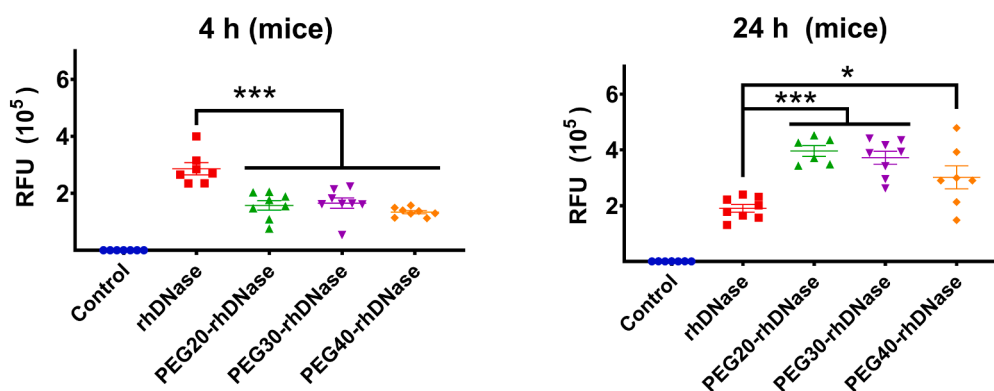 4 h (mice)
RFU (10^5)
6
4
2
***
Control
rhDNase
PEG20-rhDNase
PEG30-rhDNase
PEG40-rhDNase
24 h (mice)
RFU (10^5)
6
4
2
*
***
Control
rhDNase
PEG20-rhDNase
PEG30-rhDNase
PEG40-rhDNase